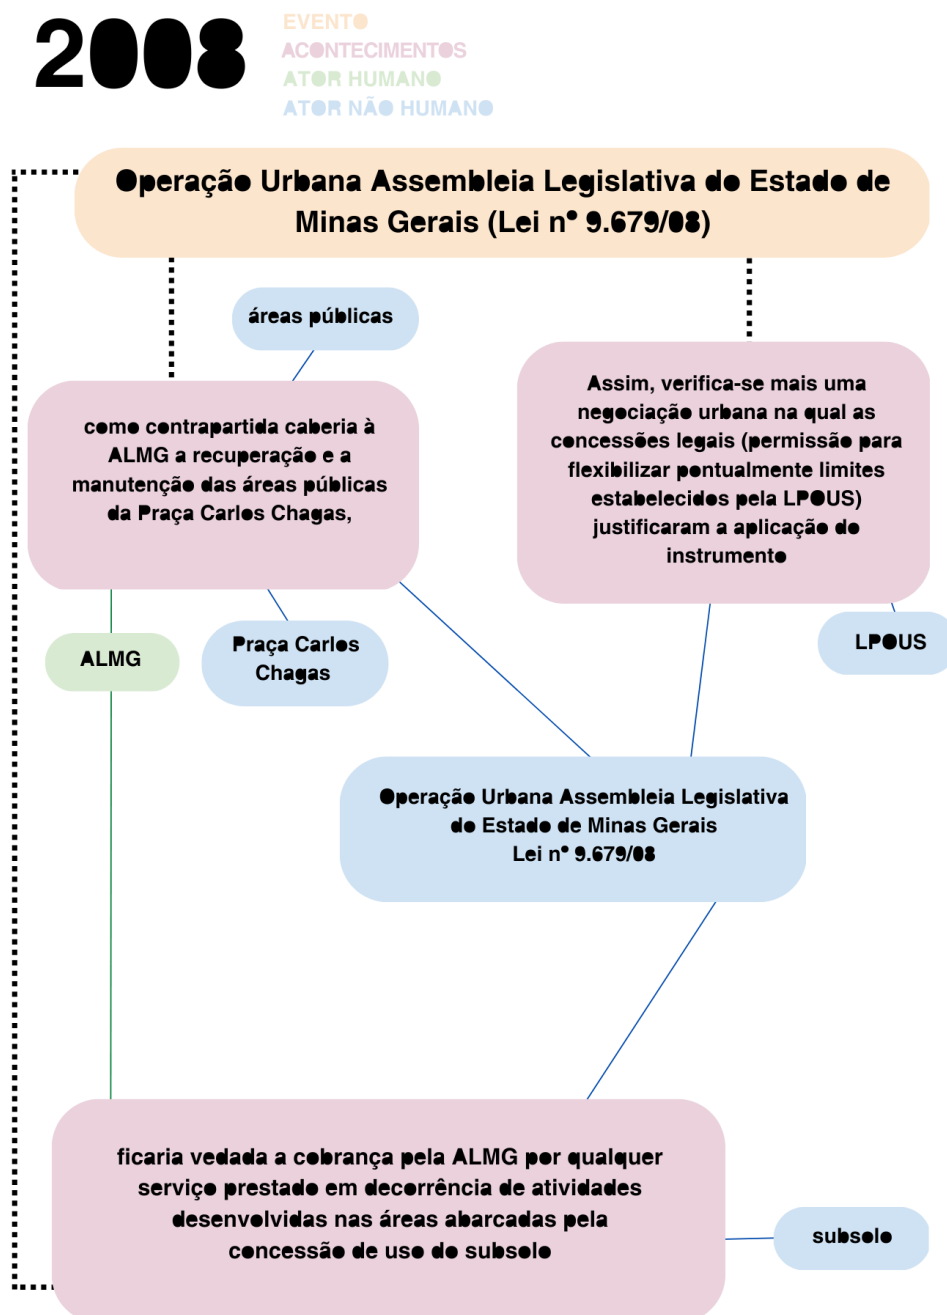 2008
EVENTO
ACONTECIMENTOS
ATOR HUMANO
ATOR NÃO HUMANO
Operação Urbana Assembleia Legislativa do Estado de
Minas Gerais (Lei n° 9.679/08)
áreas públicas
como contrapartida caberia à
ALMG a recuperação e a
manutenção das áreas públicas
da Praça Carlos Chagas,
Assim, verifica-se mais uma
negociação urbana na qual as
concessões legais (permissão para
flexibilizar pontualmente limites
estabelecidos pela LPOUS)
justificaram a aplicação do
instrumento
ALMG
Praça Carlos
Chagas
LPOUS
Operação Urbana Assembleia Legislativa
do Estado de Minas Gerais
Lei n° 9.679/08
ficaria vedada a cobrança pela ALMG por qualquer
serviço prestado em decorrência de atividades
desenvolvidas nas áreas abarcadas pela
concessão de uso do subsolo
subsolo